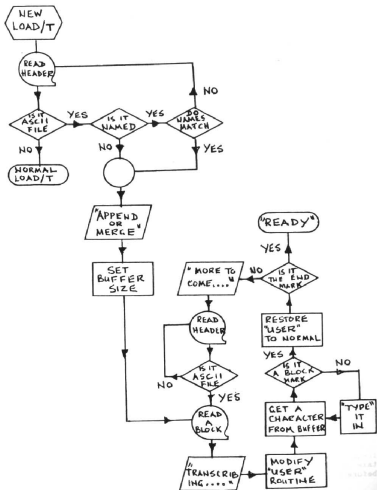 NEW
LOAD/T
READ
HEADER
NO
IS IT
ASCII
FILE
YES
IS IT
NAMED
YES
DO
NAMES
MATCH
NO
NO
YES
NORMAL
LOAD/T
"APPEND
OR
MERGE"
"READY"
YES
SET
BUFFER
SIZE
"MORE TO
COME...."
NO
IS IT
THE END
MARK
READ
HEADER
RESTORE
"USER"
TO NORMAL
YES
NO
IS IT
ASCII
FILE
NO
IS IT
A BLOCK
MARK
YES
READ
A
BLOCK
GET A
CHARACTER
FROM BUFFER
"TYPE"
IT
IN
"TRANSCRIB
ING....."
MODIFY
"USER"
ROUTINE